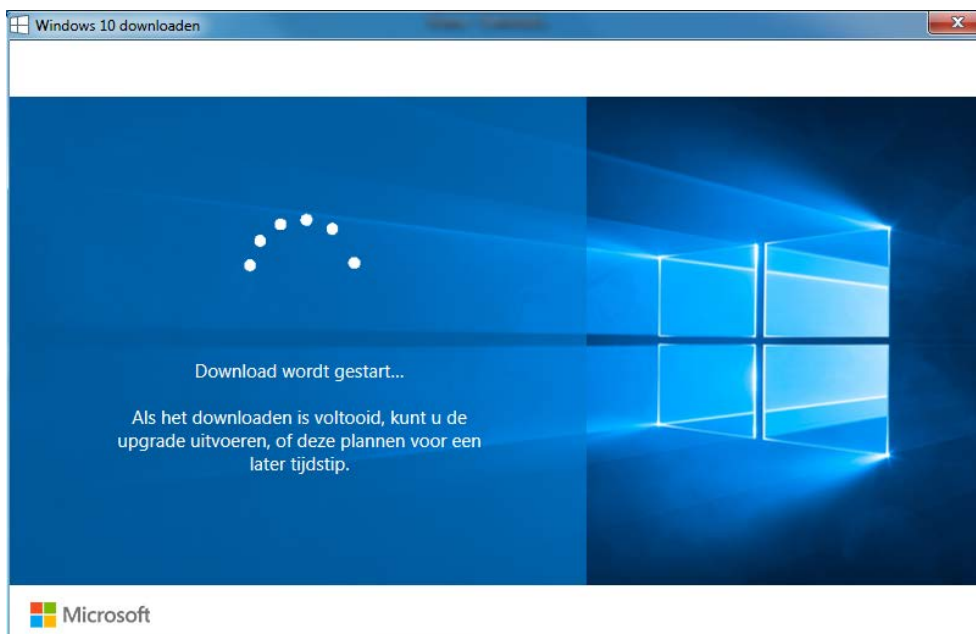 Windows 10 downloaden
Download wordt gestart...
Als het downloaden is voltooid, kunt u de
upgrade uitvoeren, of deze plannen voor een
later tijdstip.
Microsoft